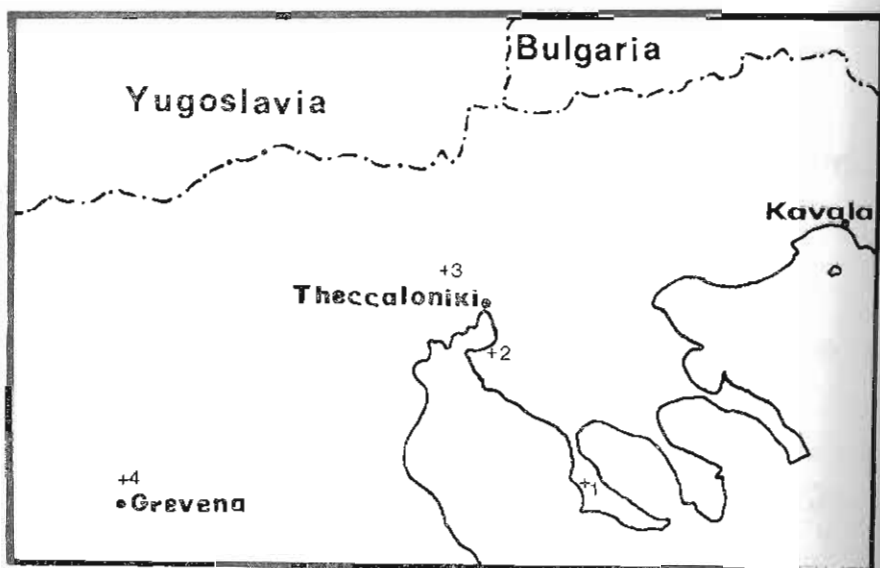 Bulgaria
Yugoslavia
Kavala
+3
Theccaloniki
+2
+4
+1
Grevena